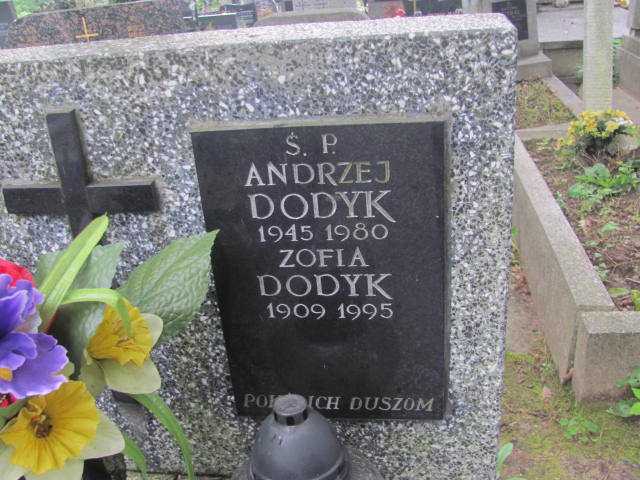 Ś. P.
ANDRZEJ
DODYK
1945 1980
ZOFIA
DODYK
1909 1995
ICH DUSZOM